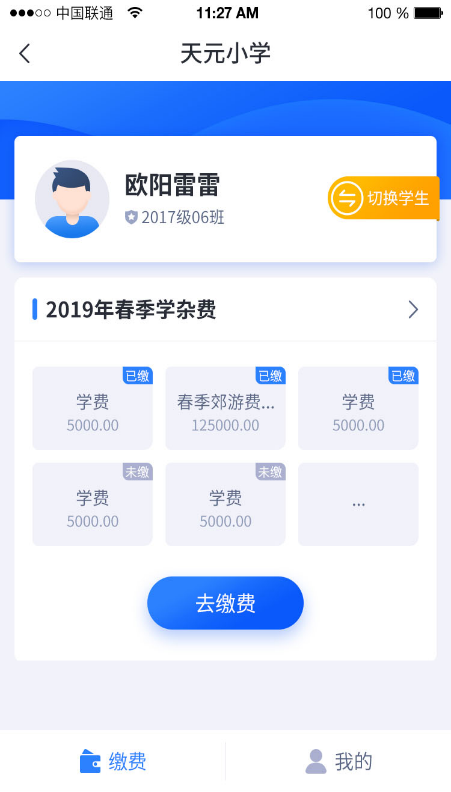 中国联通 11:27 AM 100 %
天元小学
欧阳雷雷
2017级06班
切换学生
2019年春季学杂费
已缴 已缴 已缴
学费 春季郊游费... 学费
5000.00 125000.00 5000.00
未缴 未缴
学费 学费 ...
5000.00 5000.00
去缴费
缴费 我的